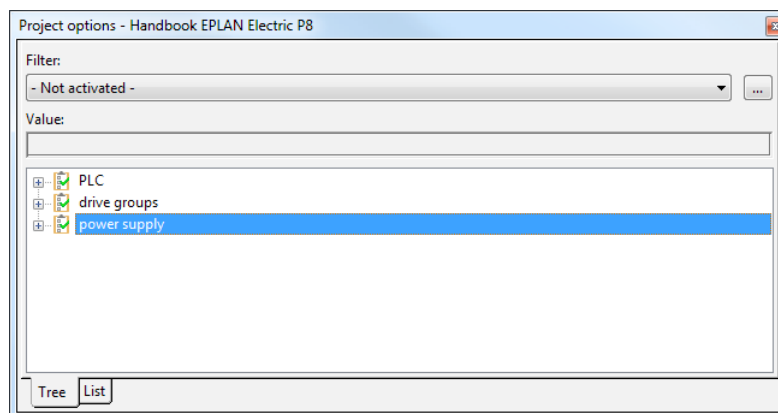 Project options - Handbook EPLAN Electric P8
Filter:
- Not activated -
...
Value:
PLC
drive groups
power supply
Tree List